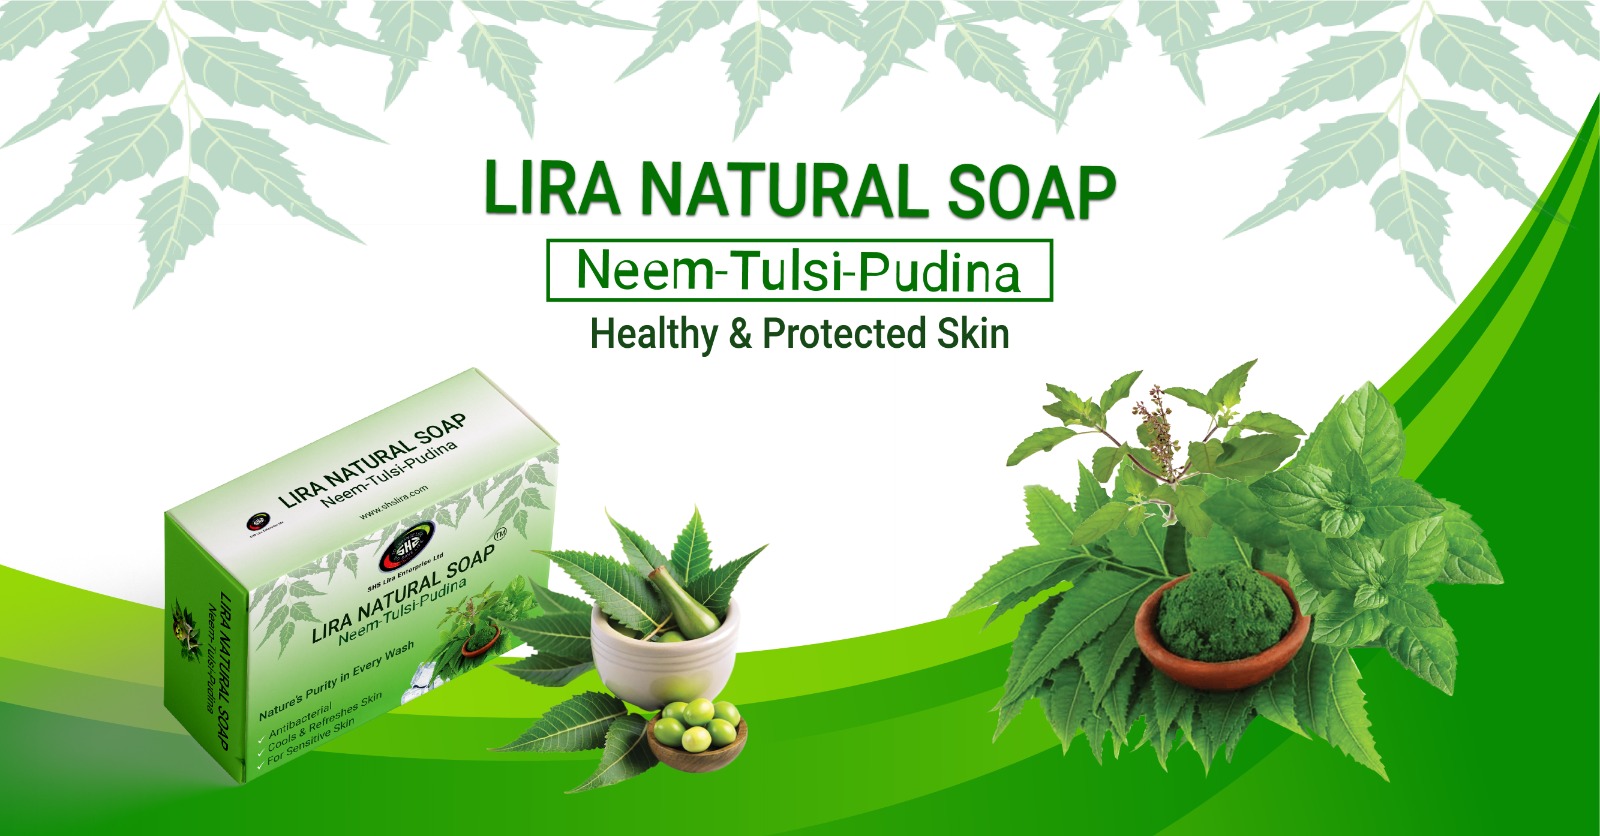 LIRA NATURAL SOAP
Neem-Tulsi-Pudina
Healthy & Protected Skin
LIRA NATURAL SOAP
Neem-Tulsi-Pudina
www.shslira.com
SHS
SHS Lira Enterprise Ltd
TM
LIRA NATURAL SOAP
Neem-Tulsi-Pudina
Nature's Purity in Every Wash
✓ Antibacterial
✓ Cools & Refreshes Skin
✓ For Sensitive Skin
LIRA NATURAL SOAP
Neem-Tulsi-Pudina